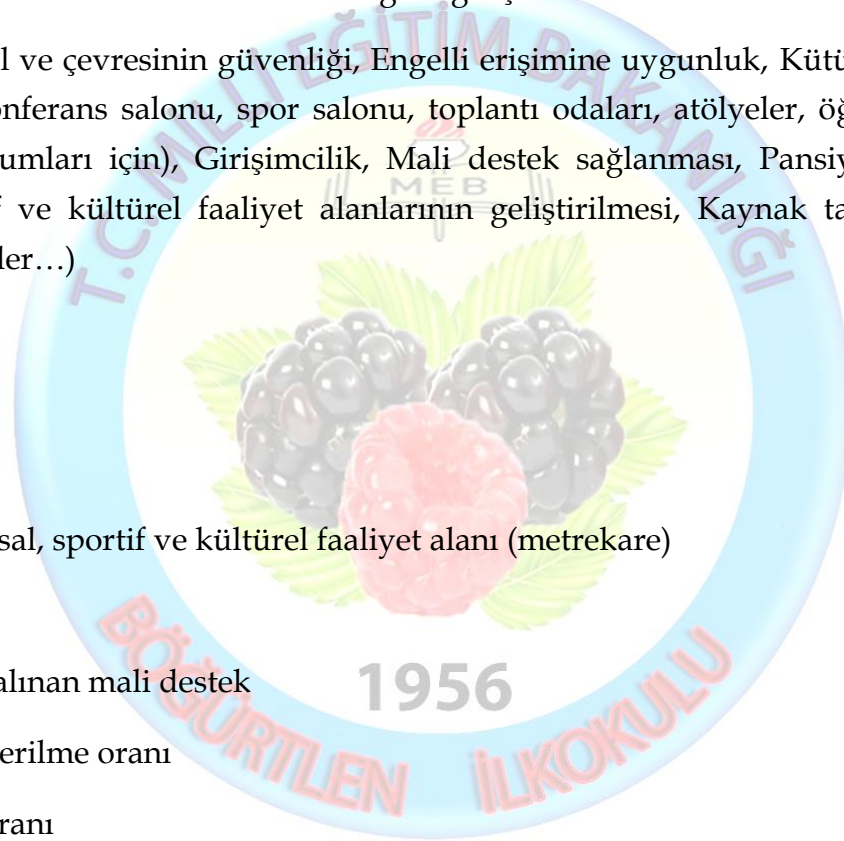 l ve çevresinin güvenliği, Engelli erişimine uygunluk, Kütü
onferans salonu, spor salonu, toplantı odaları, atölyeler, öğ
umları için), Girişimcilik, Mali destek sağlanması, Pansiy
f ve kültürel faaliyet alanlarının geliştirilmesi, Kaynak ta
ler…)
T.C. MİLLİ EĞİTİM BAKANLIĞI
MEB
sal, sportif ve kültürel faaliyet alanı (metrekare)
alınan mali destek
1956
erilme oranı
ranı
BÖĞÜRTLEN İLKOKULU